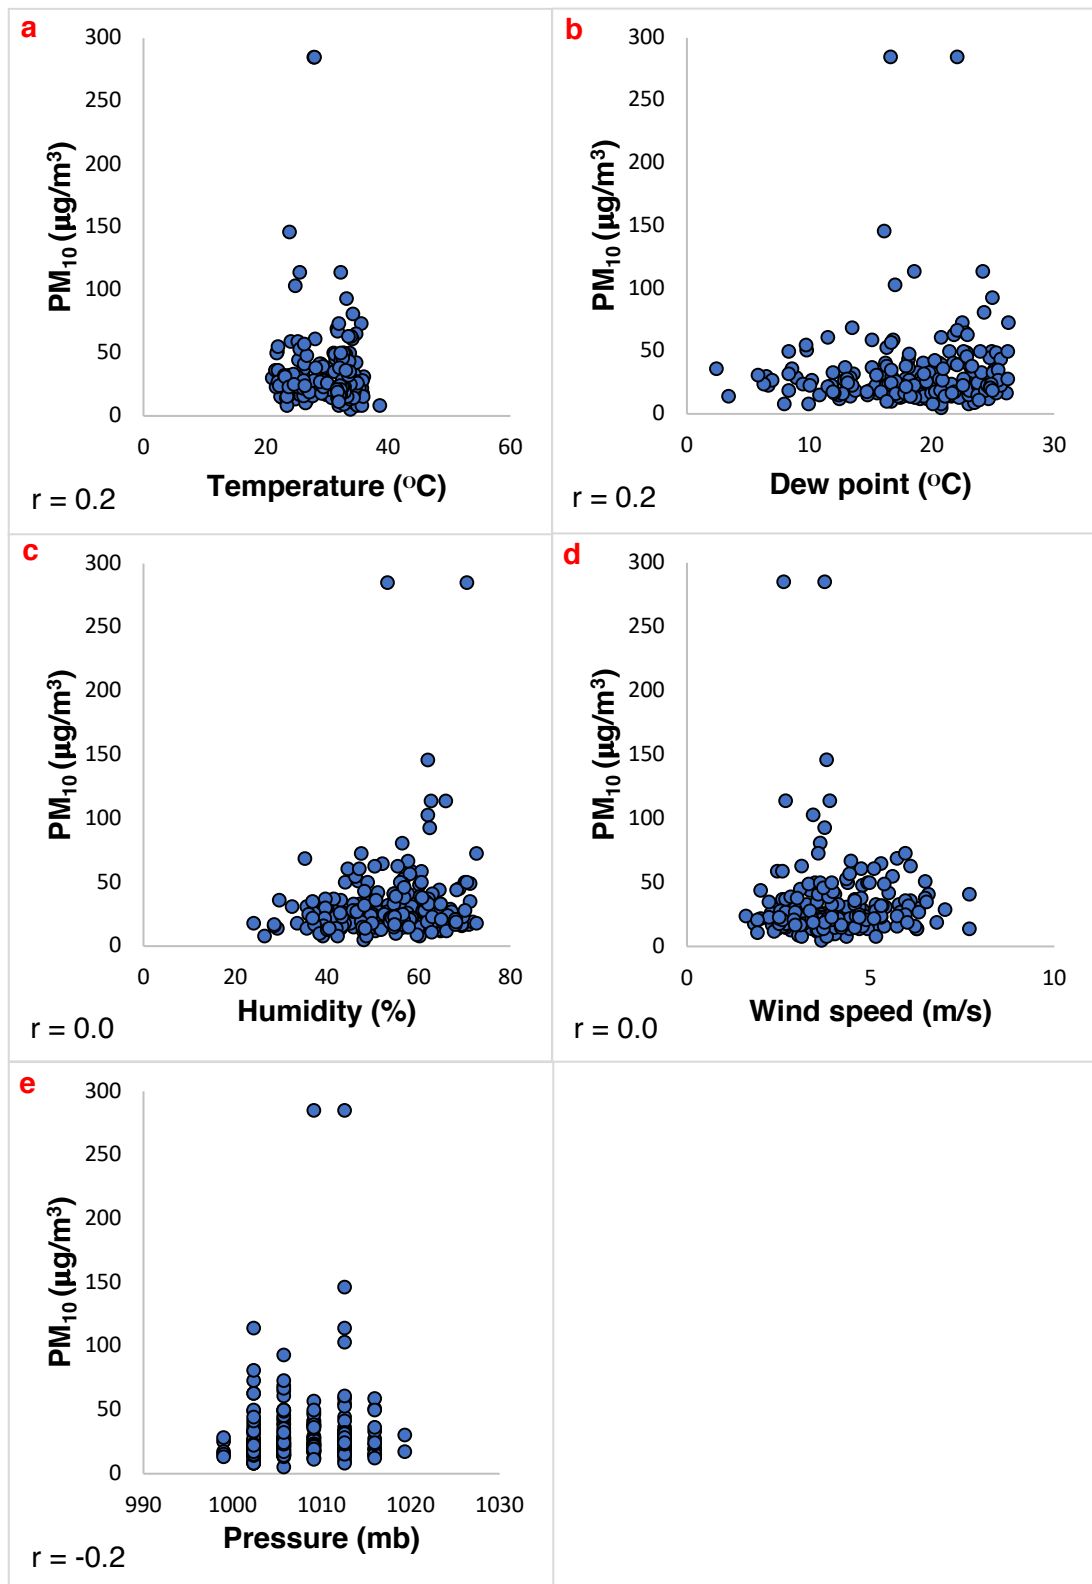 a
300
250
200
150
100
50
0
PM10 (µg/m3)
0 20 40 60
Temperature (OC)
r = 0.2
b
300
250
200
150
100
50
0
PM10 (µg/m3)
0 10 20 30
Dew point (OC)
r = 0.2
c
300
250
200
150
100
50
0
PM10 (µg/m3)
0 20 40 60 80
Humidity (%)
r = 0.0
d
300
250
200
150
100
50
0
PM10 (µg/m3)
0 5 10
Wind speed (m/s)
r = 0.0
e
300
250
200
150
100
50
0
PM10 (µg/m3)
990 1000 1010 1020 1030
Pressure (mb)
r = -0.2